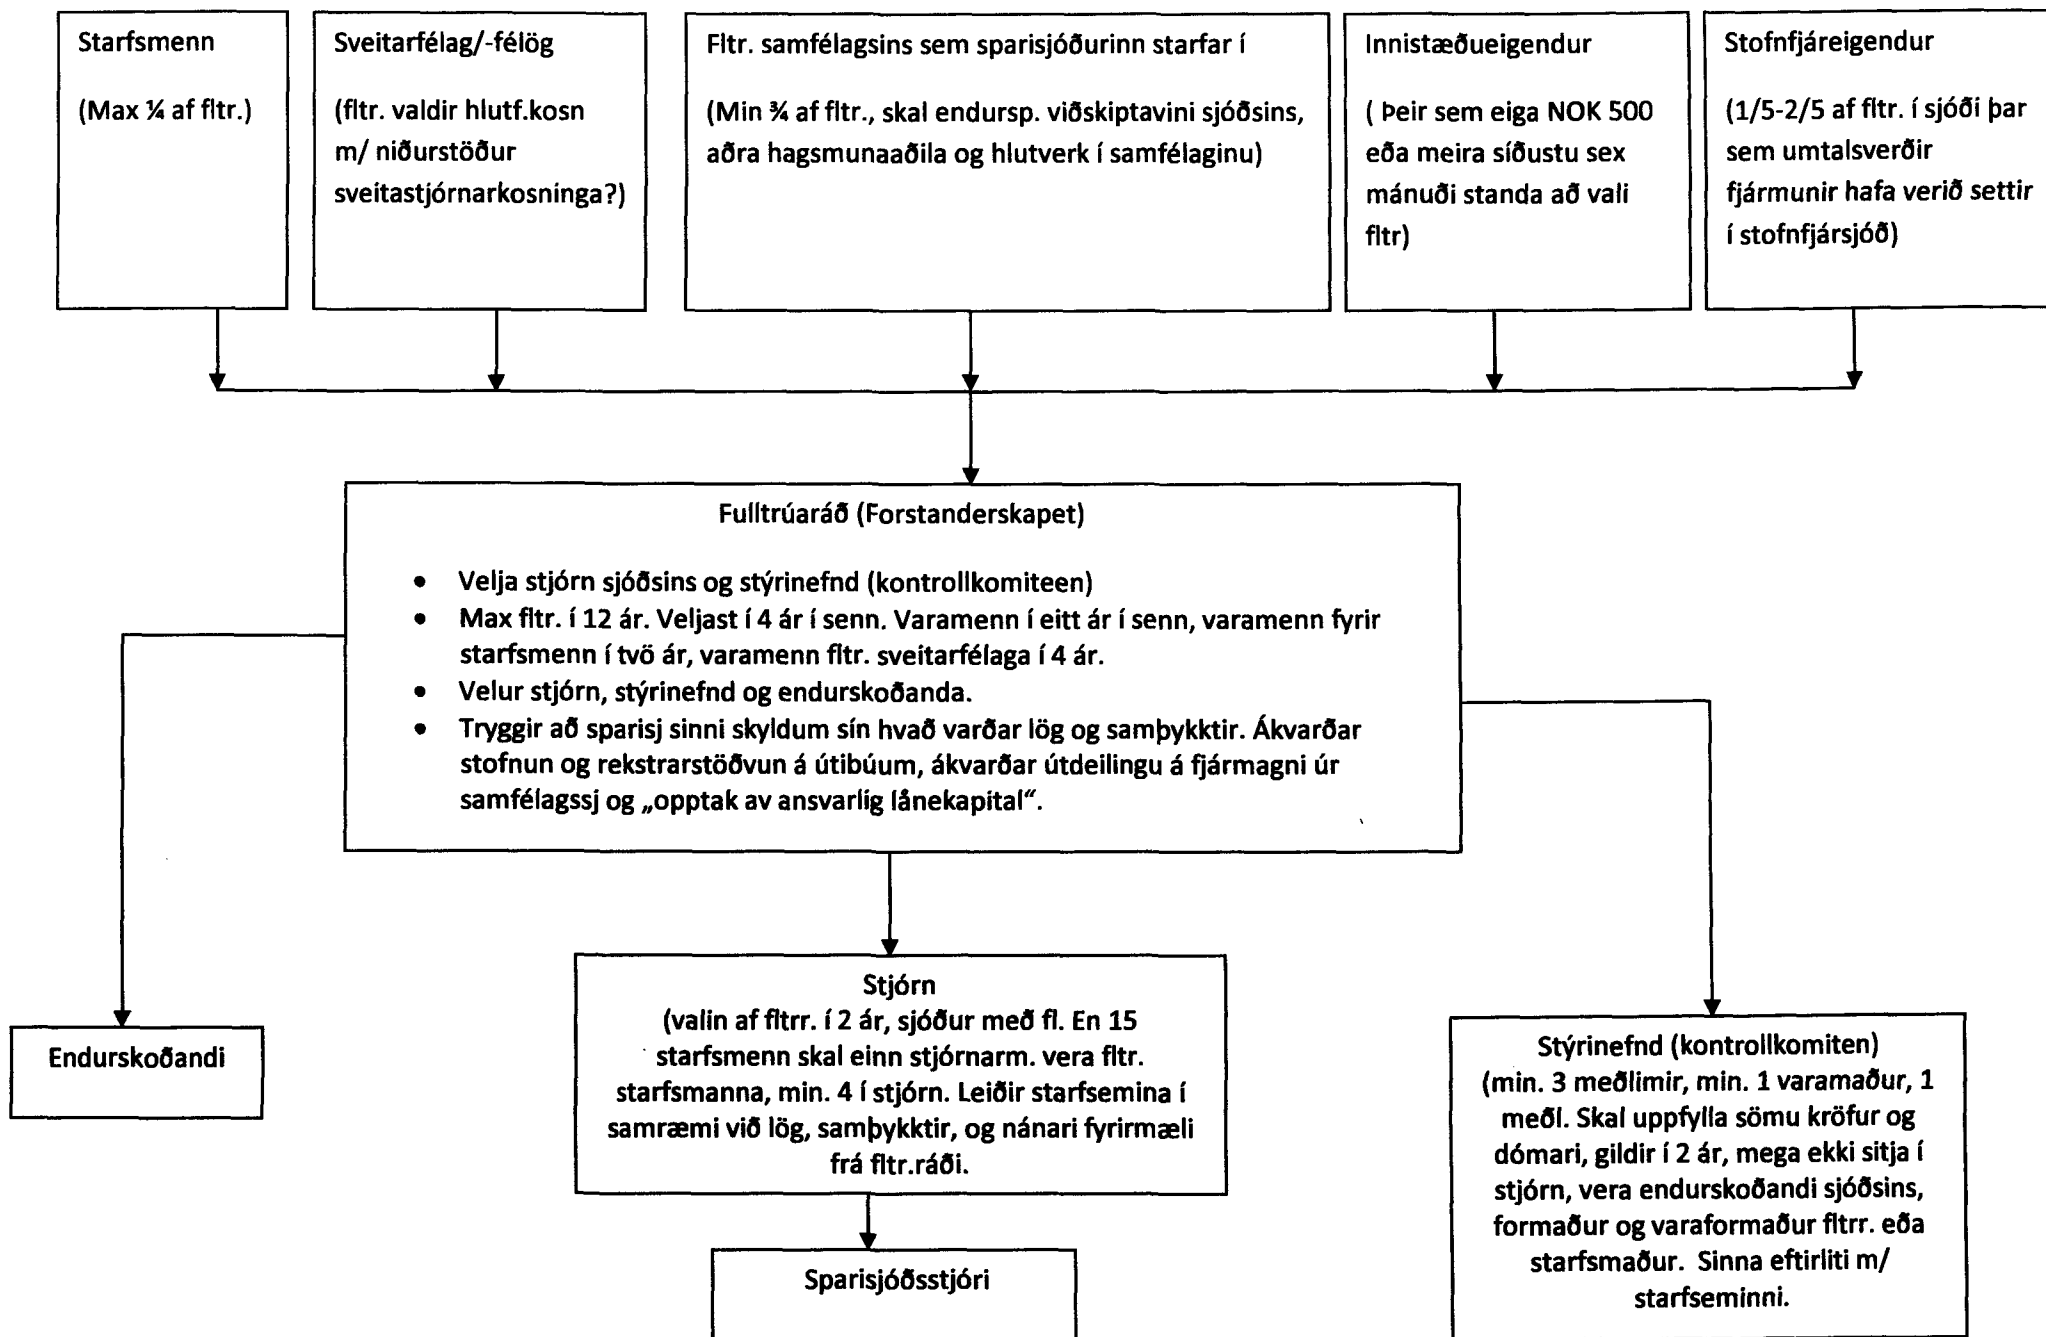 Starfsmenn
(Max ¼ af fltr.)
Sveitarfélag/-félög
(fltr. valdir hlutf.kosn
m/ niðurstöður
sveitastjórnarkosninga?)
Fltr. samfélagsins sem sparisjóðurinn starfar í
(Min ¾ af fltr., skal endursp. viðskiptavini sjóðsins,
aðra hagsmunaaðila og hlutverk í samfélaginu)
Innistæðueigendur
( Þeir sem eiga NOK 500
eða meira síðustu sex
mánuði standa að vali
fltr)
Stofnfjáreigendur
(1/5-2/5 af fltr. í sjóði þar
sem umtalsverðir
fjármunir hafa verið settir
í stofnfjársjóð)
Fulltrúaráð (Forstanderskapet)
• Velja stjórn sjóðsins og stýrinefnd (kontrollkomiteen)
• Max fltr. í 12 ár. Veljast í 4 ár í senn. Varamenn í eitt ár í senn, varamenn fyrir
starfsmenn í tvö ár, varamenn fltr. sveitarfélaga í 4 ár.
• Velur stjórn, stýrinefnd og endurskoðanda.
• Tryggir að sparisj sinni skyldum sín hvað varðar lög og samþykktir. Ákvarðar
stofnun og rekstrarstöðvun á útibúum, ákvarðar útdeilingu á fjármagni úr
samfélagssj og „opptak av ansvarlig lånekapital“.
Endurskoðandi
Stjórn
(valin af fltrr. í 2 ár, sjóður með fl. En 15
starfsmenn skal einn stjórnarm. vera fltr.
starfsmanna, min. 4 í stjórn. Leiðir starfsemina í
samræmi við lög, samþykktir, og nánari fyrirmæli
frá fltr.ráði.
Sparisjóðsstjóri
Stýrinefnd (kontrollkomiten)
(min. 3 meðlimir, min. 1 varamaður, 1
meðl. Skal uppfylla sömu kröfur og
dómari, gildir í 2 ár, mega ekki sitja í
stjórn, vera endurskoðandi sjóðsins,
formaður og varaformaður fltrr. eða
starfsmaður. Sinna eftirliti m/
starfseminni.